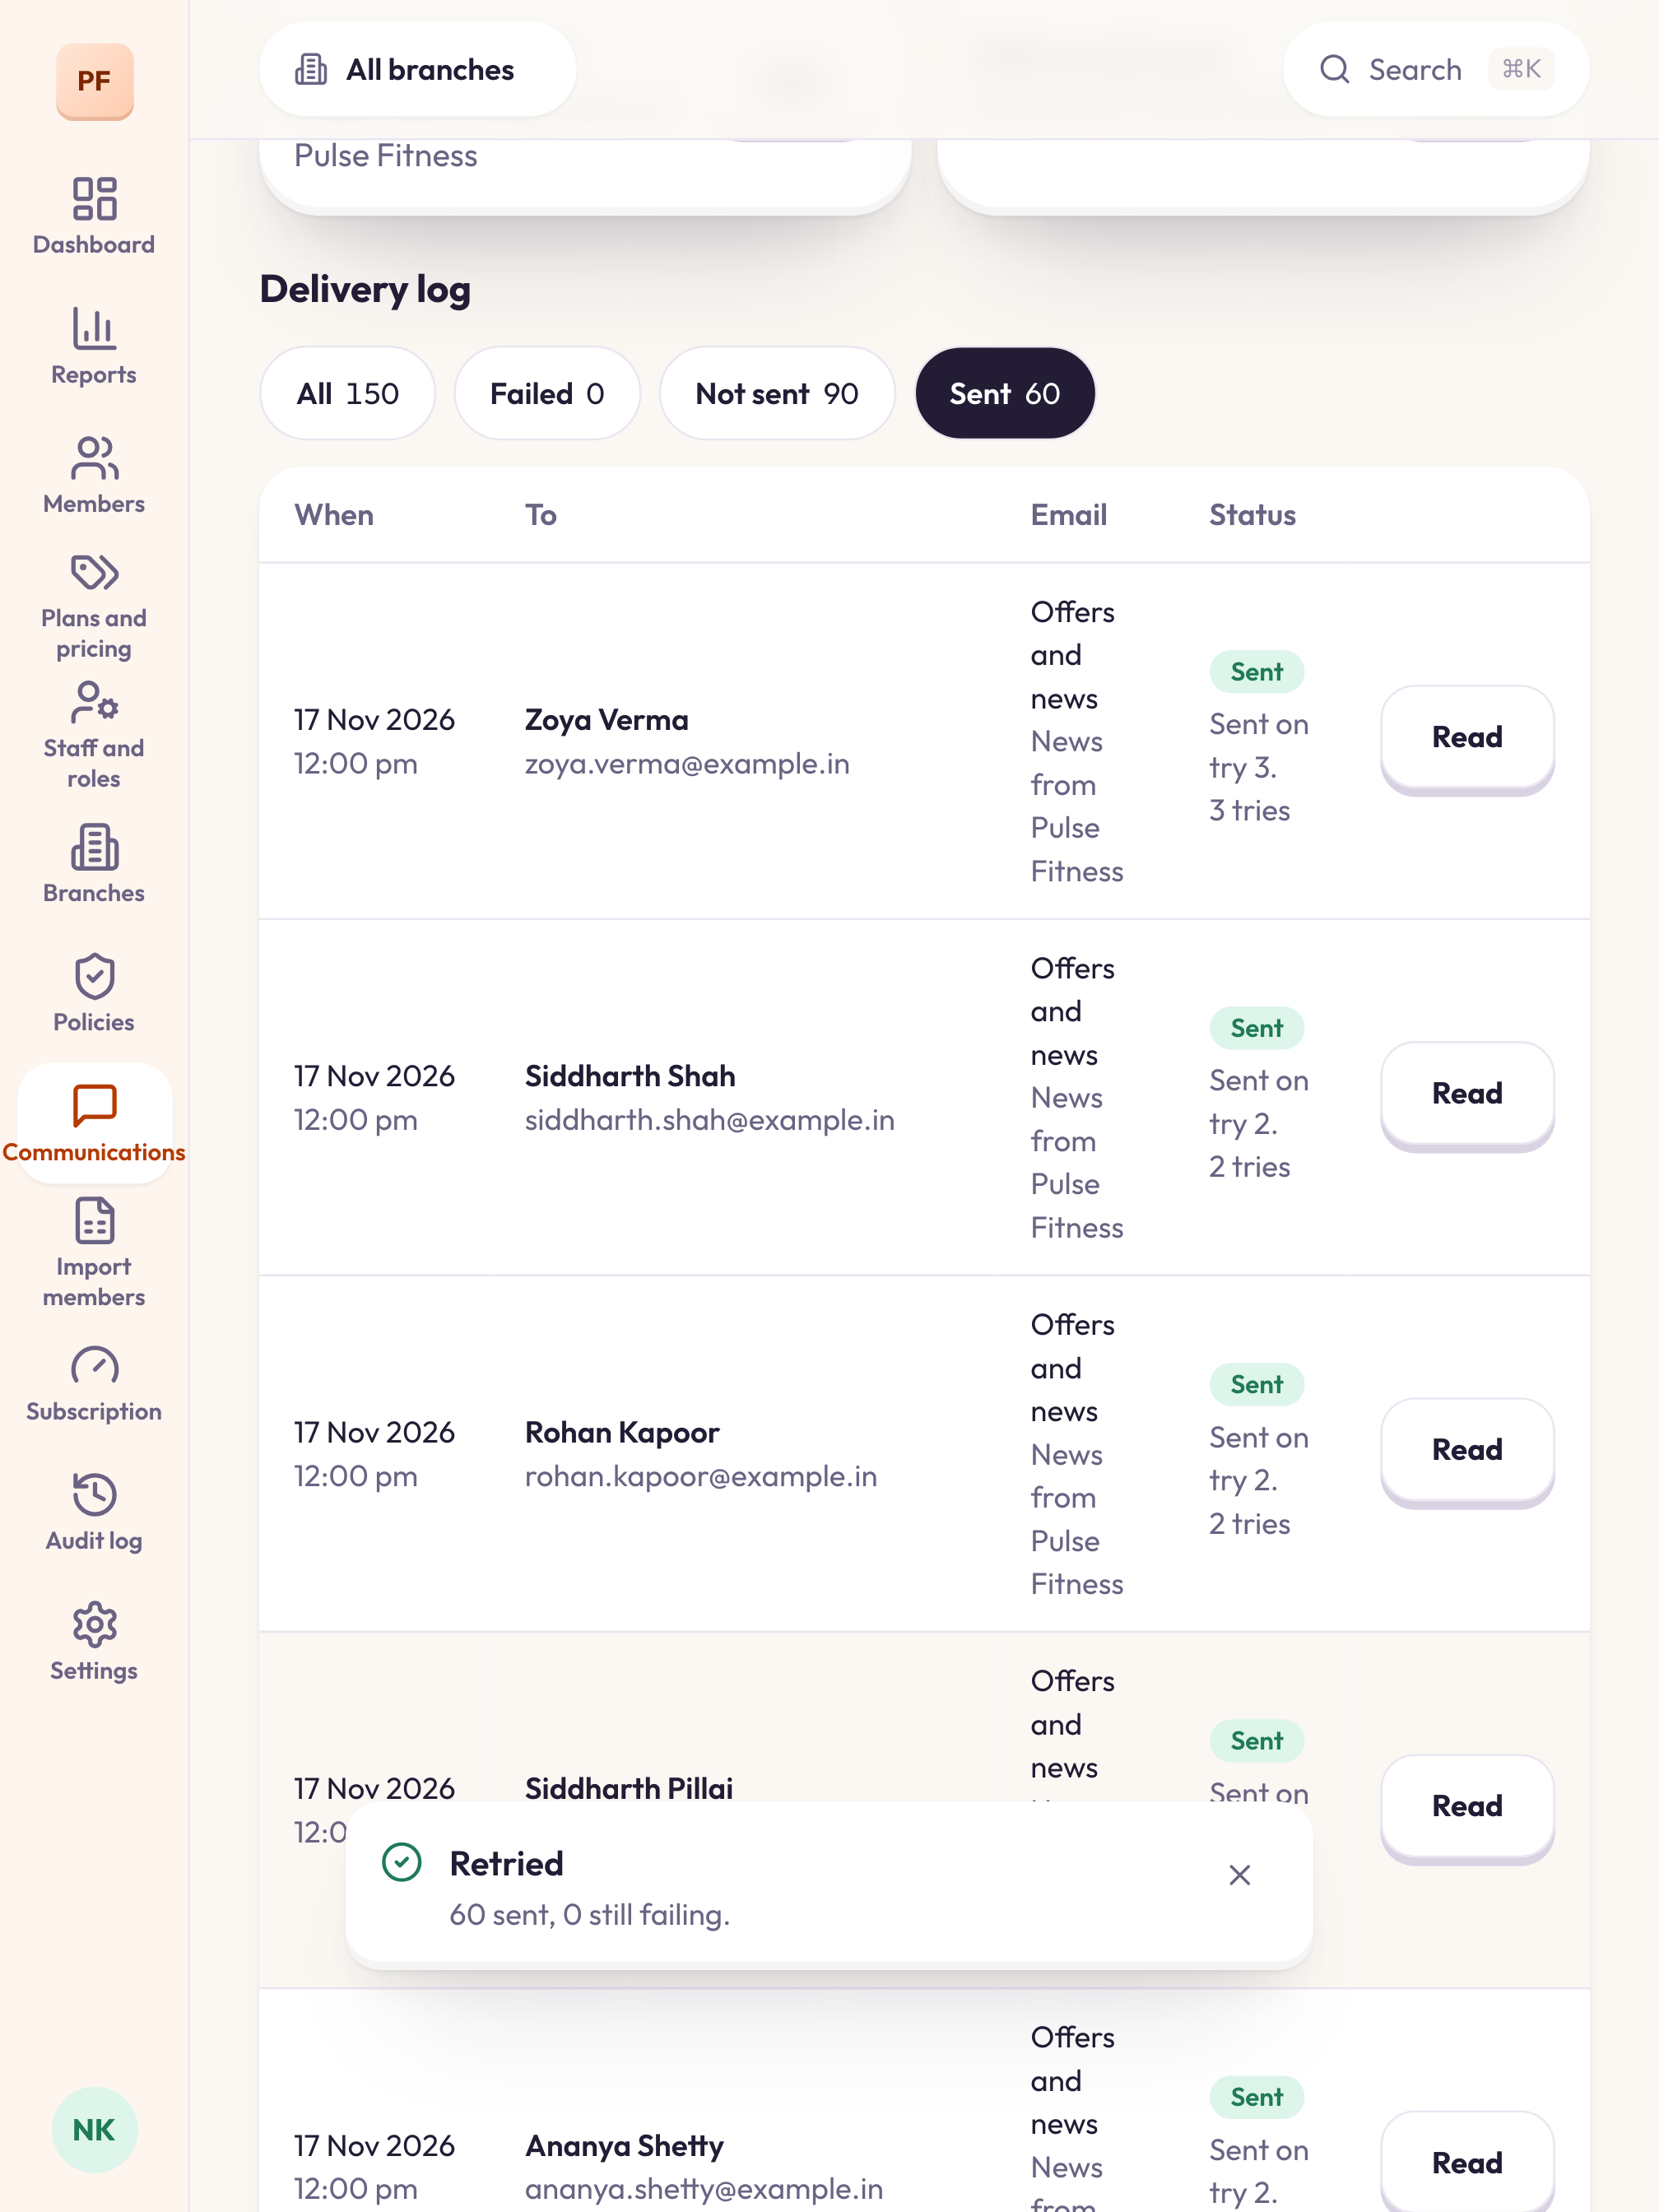 PF
All branches
Search ⌘K
Dashboard
Reports
Members
Plans and
pricing
Staff and
roles
Branches
Policies
Communications
Import
members
Subscription
Audit log
Settings
NK
Pulse Fitness
Delivery log
All 150
Failed 0
Not sent 90
Sent 60
When To Email Status
17 Nov 2026
12:00 pm
Zoya Verma
zoya.verma@example.in
Offers
and
news
News
from
Pulse
Fitness
Sent
Sent on
try 3.
3 tries
Read
17 Nov 2026
12:00 pm
Siddharth Shah
siddharth.shah@example.in
Offers
and
news
News
from
Pulse
Fitness
Sent
Sent on
try 2.
2 tries
Read
17 Nov 2026
12:00 pm
Rohan Kapoor
rohan.kapoor@example.in
Offers
and
news
News
from
Pulse
Fitness
Sent
Sent on
try 2.
2 tries
Read
17 Nov 2026
12:0
Siddharth Pillai
Offers
and
news
Sent
Sent on
Read
Retried
60 sent, 0 still failing.
17 Nov 2026
12:00 pm
Ananya Shetty
ananya.shetty@example.in
Offers
and
news
News
from
Sent
Sent on
try 2.
Read